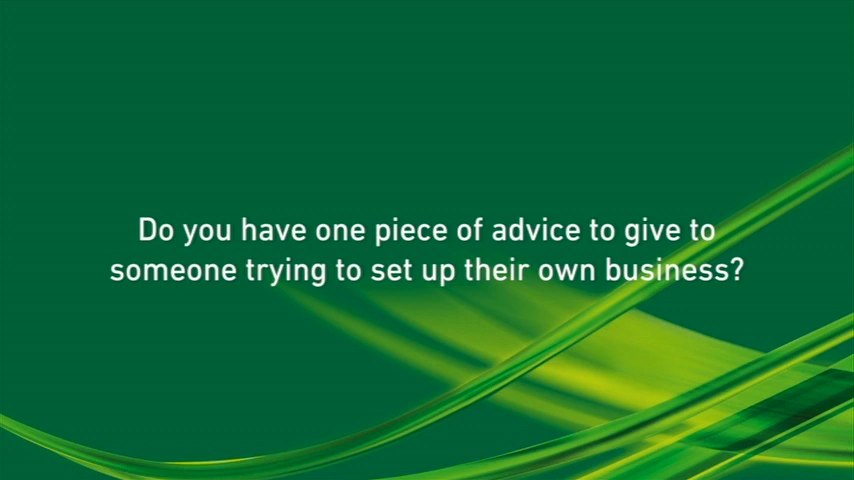 Do you have one piece of advice to give to
someone trying to set up their own business?